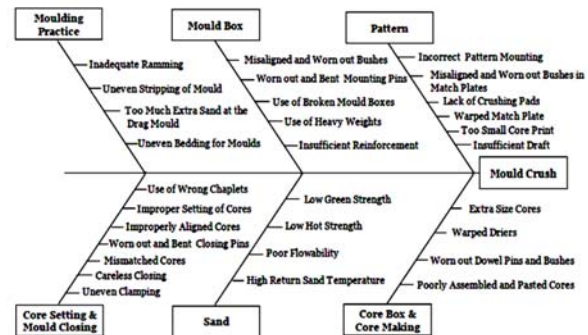 Moulding
Practice
Mould Box
Pattern
Inadequate Ramming
Uneven Stripping of Mould
Too Much Extra Sand at the
Drag Mould
Uneven Bedding for Moulds
Misaligned and Worn out Bushes
Worn out and Bent Mounting Pins
Use of Broken Mould Boxes
Use of Heavy Weights
Insufficient Reinforcement
Incorrect Pattern Mounting
Misaligned and Worn out Bushes in
Match Plates
Lack of Crushing Pads
Warped Match Plate
Too Small Core Print
Insufficient Draft
Mould Crush
Use of Wrong Chaplets
Improper Setting of Cores
Improperly Aligned Cores
Worn out and Bent Closing Pins
Mismatched Cores
Careless Closing
Uneven Clamping
Low Green Strength
Low Hot Strength
Poor Flowability
High Return Sand Temperature
Extra Size Cores
Warped Driers
Worn out Dowel Pins and Bushes
Poorly Assembled and Pasted Cores
Core Setting &
Mould Closing
Sand
Core Box &
Core Making